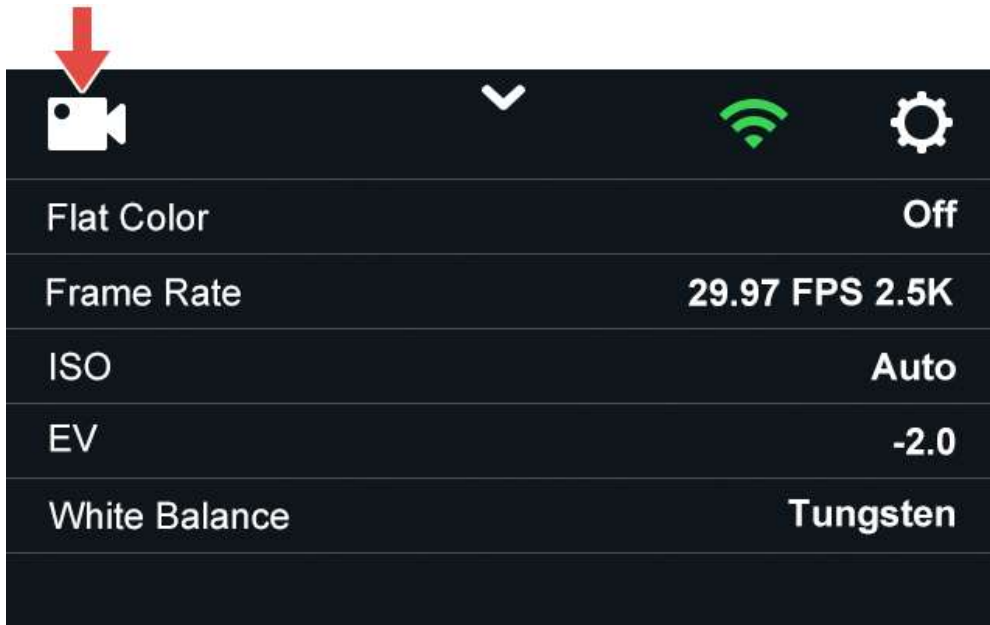 Flat Color Off
Frame Rate 29.97 FPS 2.5K
ISO Auto
EV -2.0
White Balance Tungsten